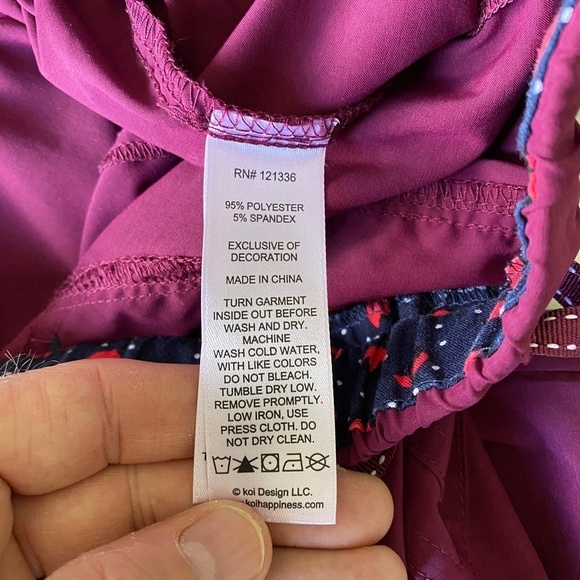 RN# 121336
95% POLYESTER
5% SPANDEX
EXCLUSIVE OF
DECORATION
MADE IN CHINA
TURN GARMENT
INSIDE OUT BEFORE
WASH AND DRY.
MACHINE
WASH COLD WATER,
WITH LIKE COLORS
DO NOT BLEACH.
TUMBLE DRY LOW.
REMOVE PROMPTLY.
LOW IRON, USE
PRESS CLOTH. DO
NOT DRY CLEAN.
© koi Design LLC.
.koihappiness.com